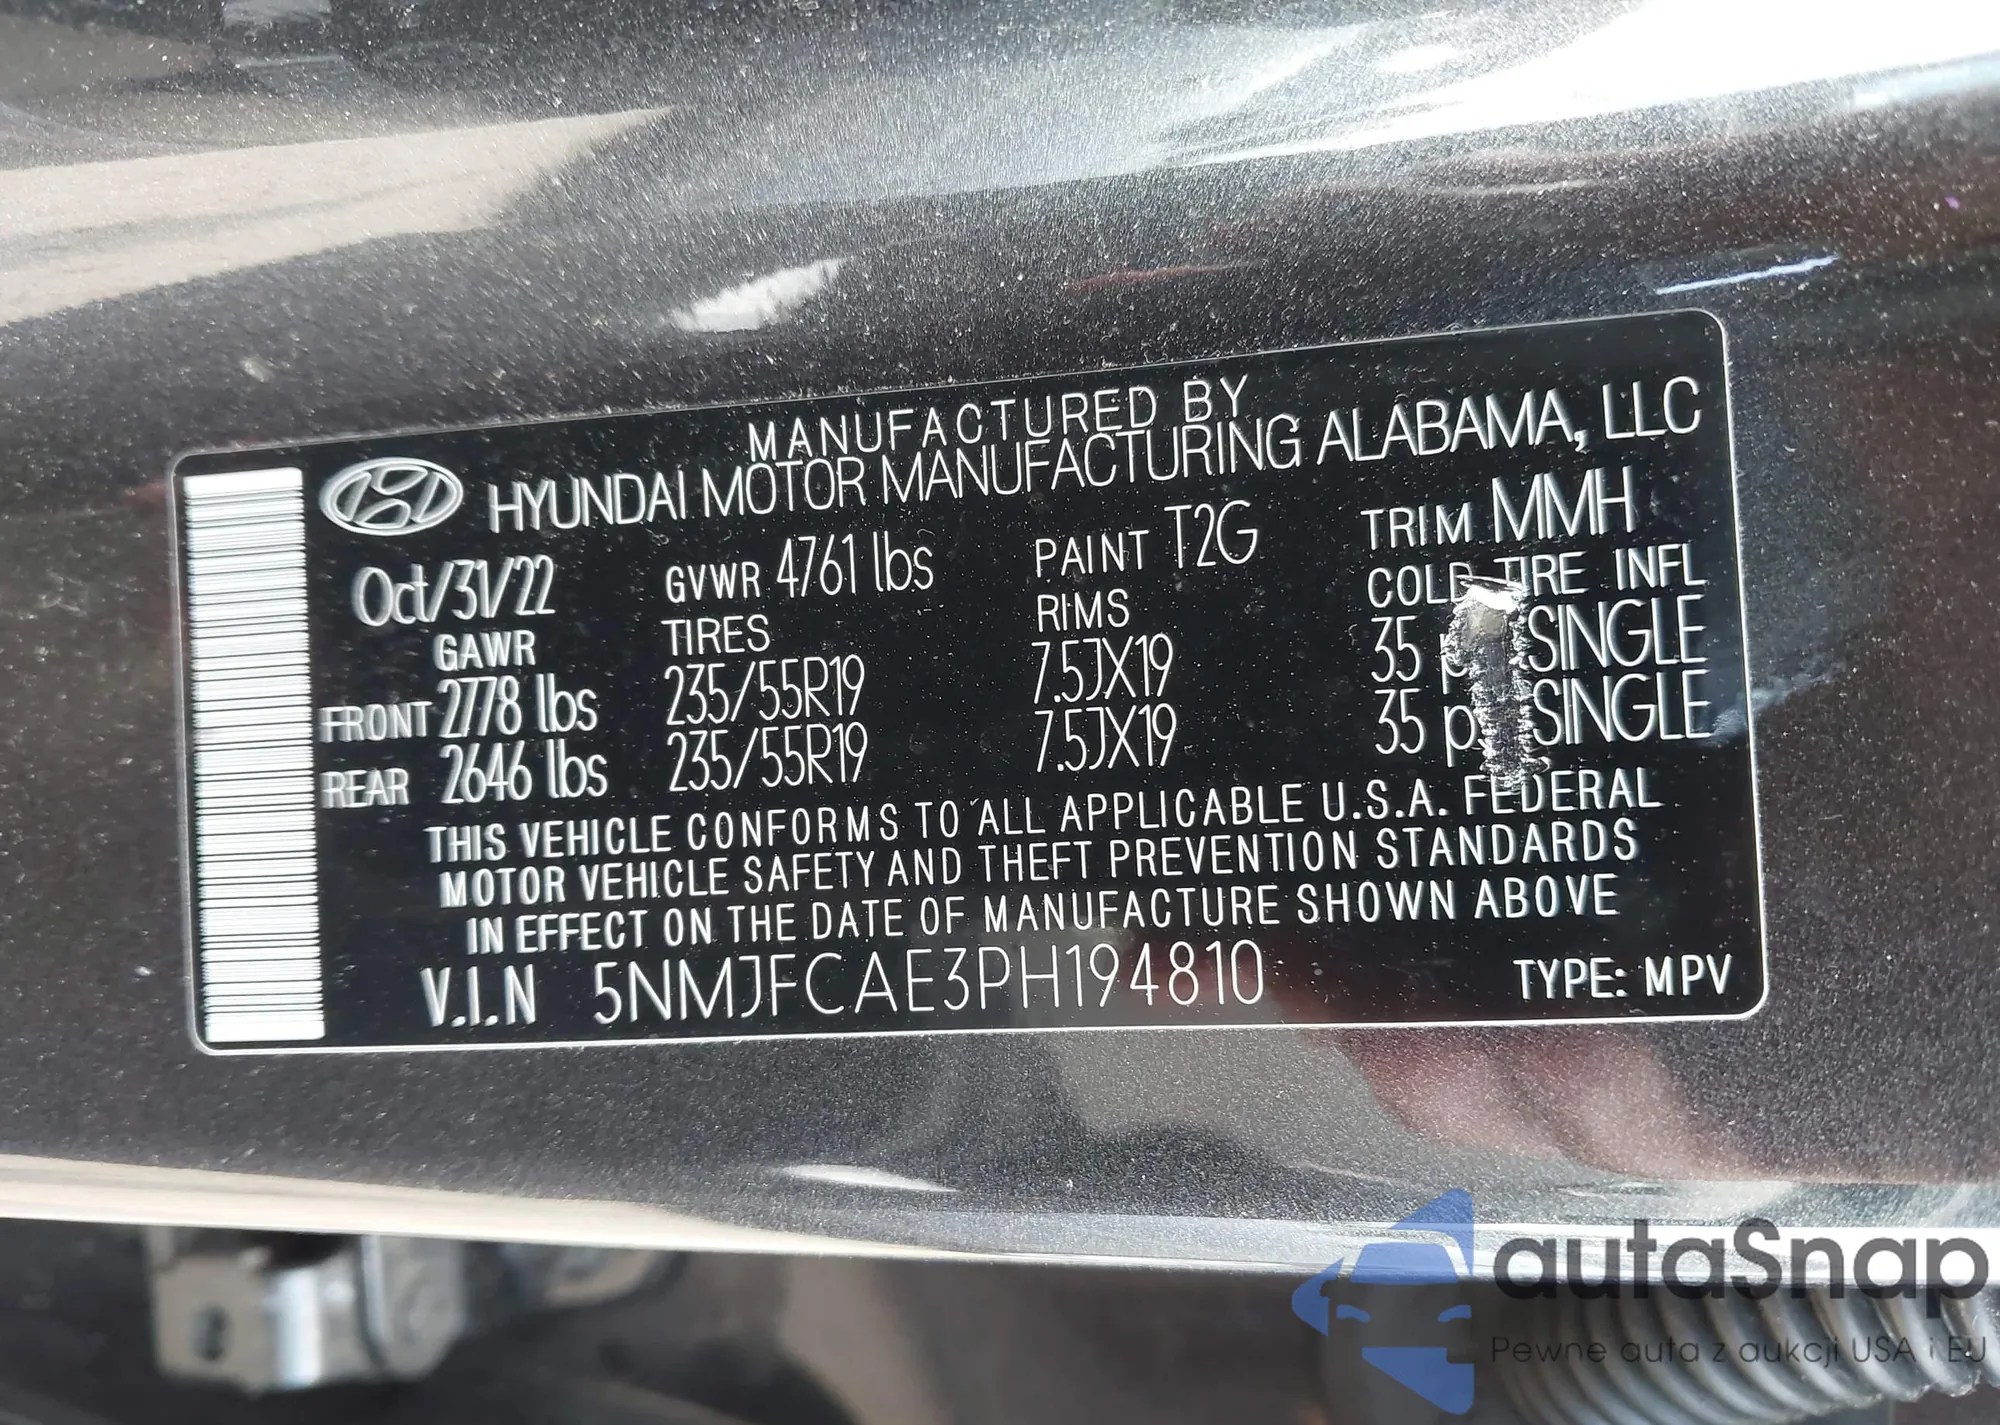 MANUFACTURED BY
HYUNDAI MOTOR MANUFACTURING ALABAMA, LLC
Oct/31/22 GVWR 4761 lbs PAINT T2G TRIM MMH
GAWR TIRES RIMS COLD TIRE INFL
FRONT 2778 lbs 235/55R19 7.5JX19 35 SINGLE
REAR 2646 lbs 235/55R19 7.5JX19 35 SINGLE
THIS VEHICLE CONFORMS TO ALL APPLICABLE U.S.A. FEDERAL
MOTOR VEHICLE SAFETY AND THEFT PREVENTION STANDARDS
IN EFFECT ON THE DATE OF MANUFACTURE SHOWN ABOVE
V.I.N 5NMJFCAE3PH194810 TYPE: MPV
autaSnap
Pewne auta z aukcji USA i EU